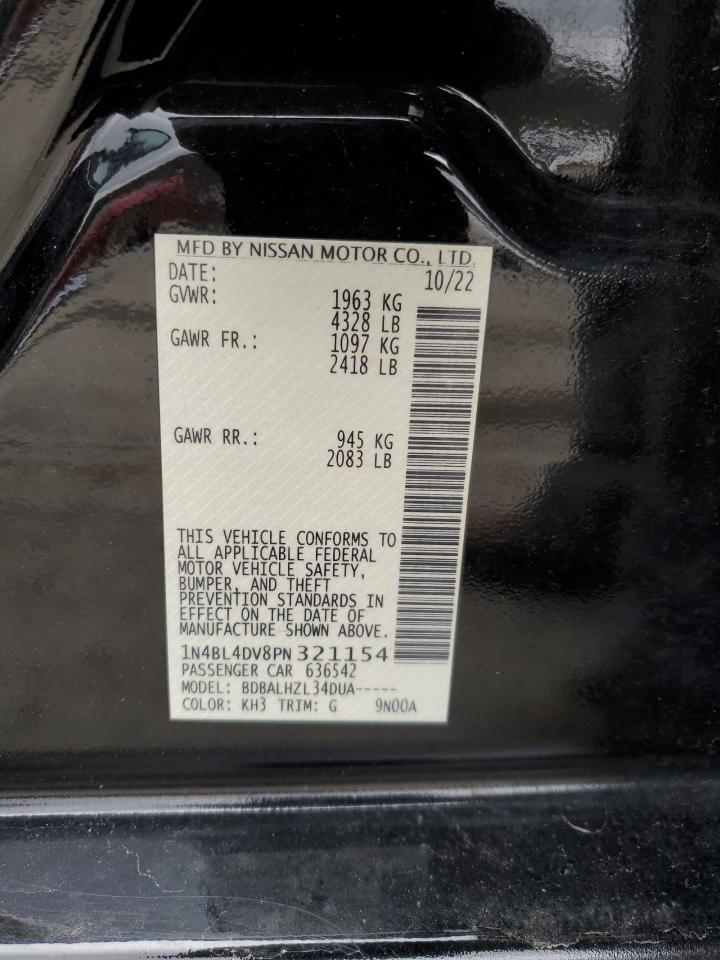 MFD BY NISSAN MOTOR CO., LTD.
DATE: 10/22
GVWR: 1963 KG
4328 LB
GAWR FR.: 1097 KG
2418 LB
GAWR RR.: 945 KG
2083 LB
THIS VEHICLE CONFORMS TO
ALL APPLICABLE FEDERAL
MOTOR VEHICLE SAFETY,
BUMPER, AND THEFT
PREVENTION STANDARDS IN
EFFECT ON THE DATE OF
MANUFACTURE SHOWN ABOVE.
1N4BL4DV8PN321154
PASSENGER CAR 636542
MODEL: BDBALHZL34DUA-----
COLOR: KH3 TRIM: G 9N00A